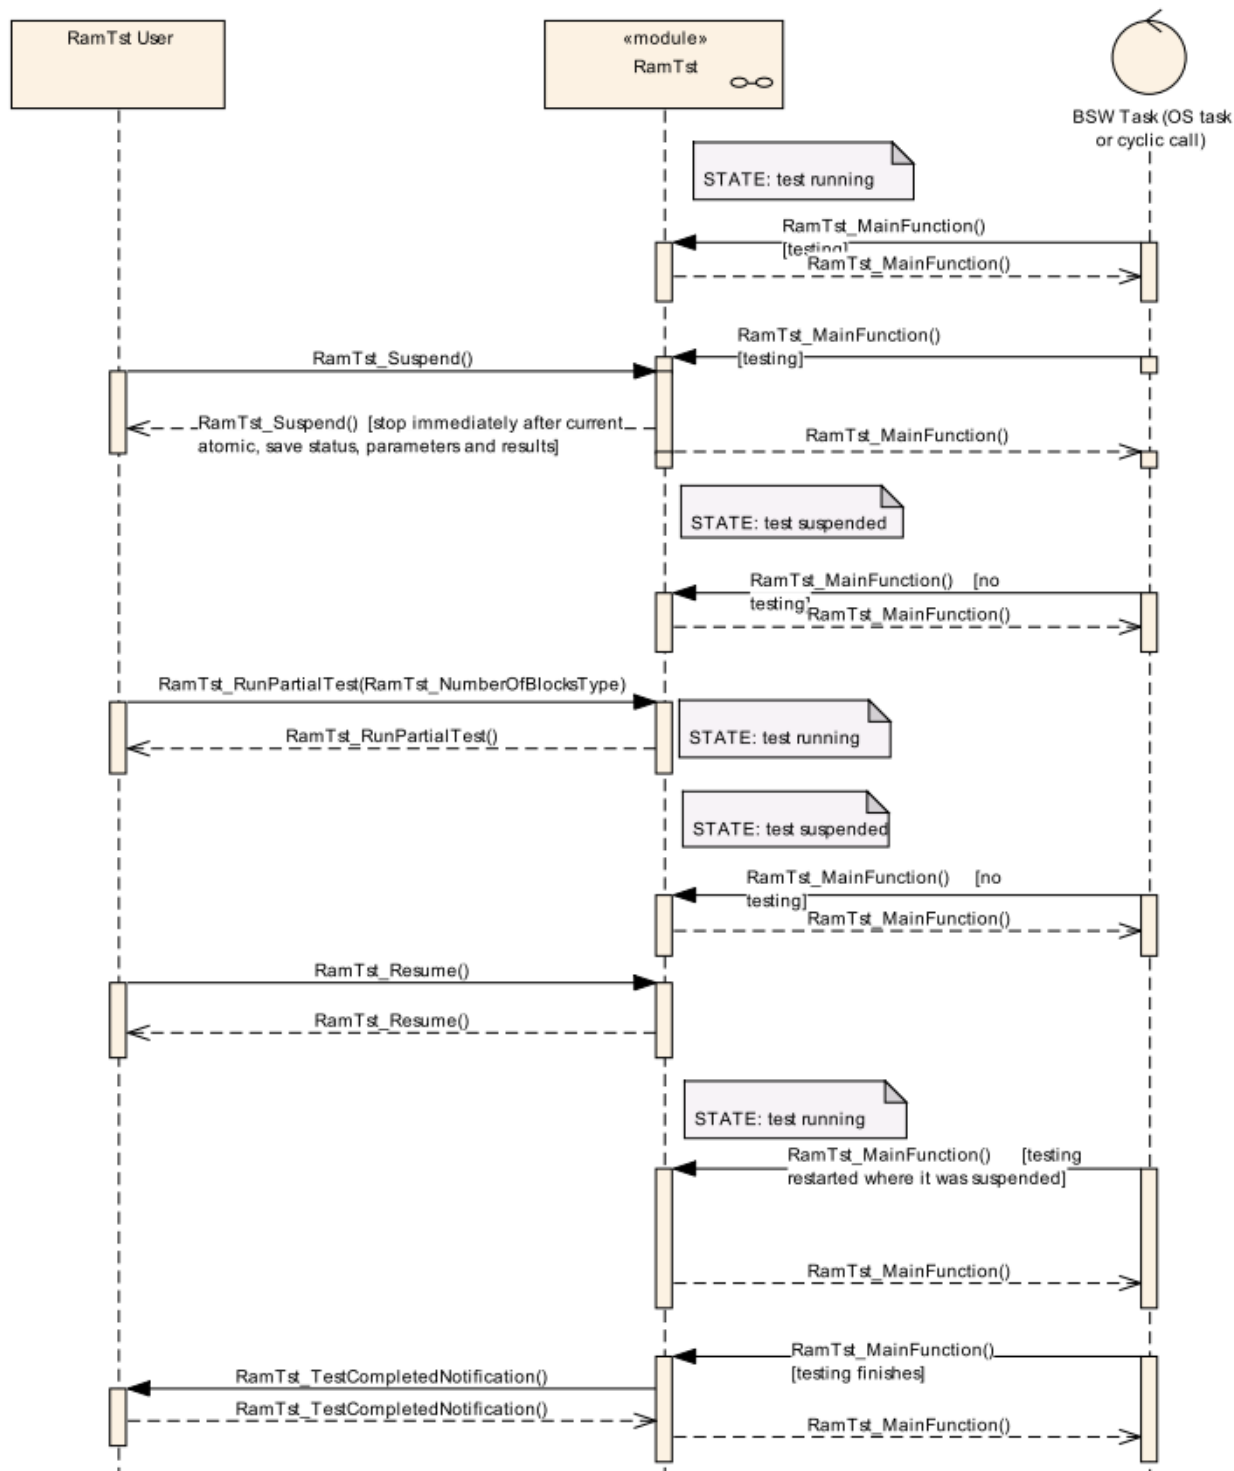 RamTst User
«module»
RamTst
BSW Task (OS task
or cyclic call)
STATE: test running
RamTst_MainFunction()
[testing]
RamTst_MainFunction()
RamTst_MainFunction()
[testing]
RamTst_Suspend()
RamTst_Suspend() [stop immediately after current
atomic, save status, parameters and results]
RamTst_MainFunction()
STATE: test suspended
RamTst_MainFunction() [no
testing]
RamTst_MainFunction()
RamTst_RunPartialTest(RamTst_NumberOfBlocksType)
STATE: test running
RamTst_RunPartialTest()
STATE: test suspended
RamTst_MainFunction() [no
testing]
RamTst_MainFunction()
RamTst_Resume()
RamTst_Resume()
STATE: test running
RamTst_MainFunction() [testing
restarted where it was suspended]
RamTst_MainFunction()
RamTst_MainFunction()
[testing finishes]
RamTst_TestCompletedNotification()
RamTst_TestCompletedNotification()
RamTst_MainFunction()